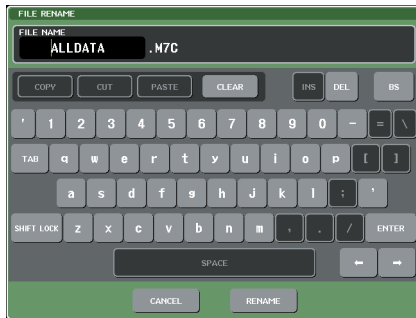 FILE RENAME
FILE NAME
ALLDATA .M7C
COPY CUT PASTE CLEAR INS DEL BS
' 1 2 3 4 5 6 7 8 9 0 - = \
TAB q w e r t y u i o p [ ]
a s d f g h j k l ; '
SHIFT LOCK z x c v b n m , . / ENTER
SPACE ← →
CANCEL RENAME